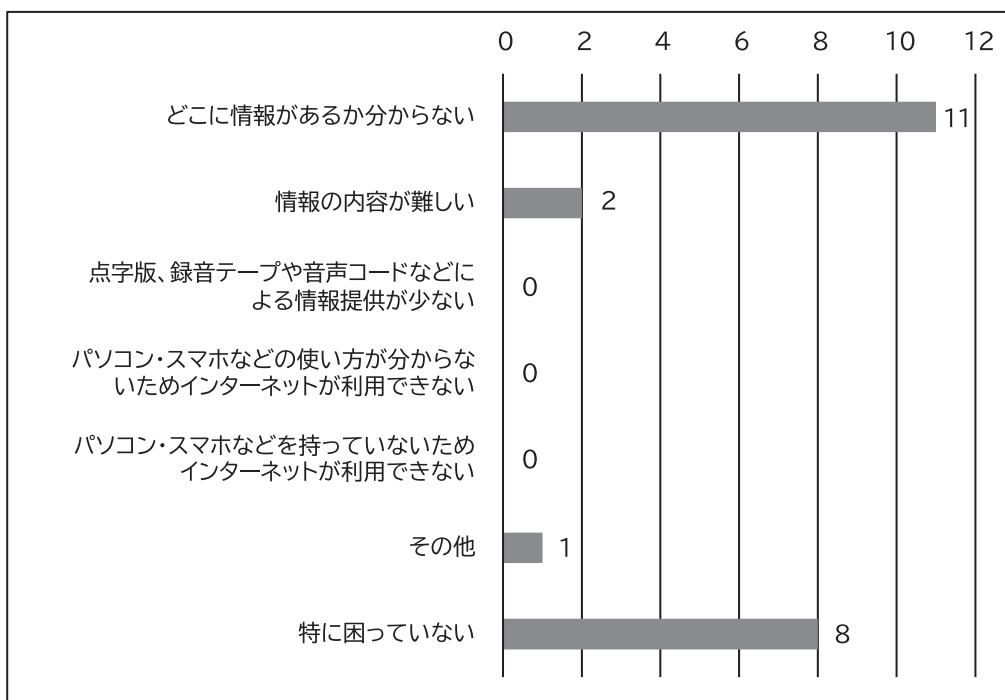 0 2 4 6 8 10 12
どこに情報があるか分からない 11
情報の内容が難しい 2
点字版、録音テープや音声コードなどに
よる情報提供が少ない 0
パソコン・スマホなどの使い方が分からな
いためインターネットが利用できない 0
パソコン・スマホなどを持っていないため
インターネットが利用できない 0
その他 1
特に困っていない 8